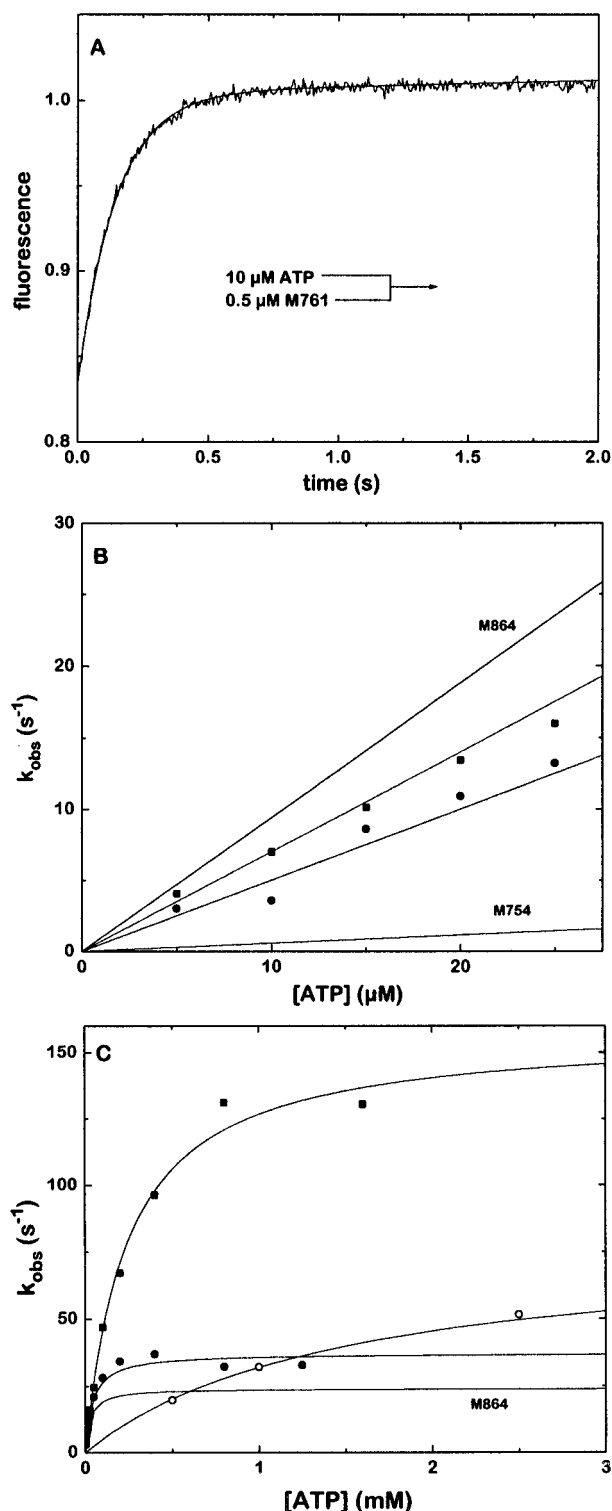 A
1.0
0.9
0.8
fluorescence
10 µM ATP
0.5 µM M761
0.0 0.5 1.0 1.5 2.0
time (s)
B
30
20
10
0
k_obs (s⁻¹)
M864
M754
0 10 20
[ATP] (µM)
C
150
100
50
0
k_obs (s⁻¹)
M864
0 1 2 3
[ATP] (mM)